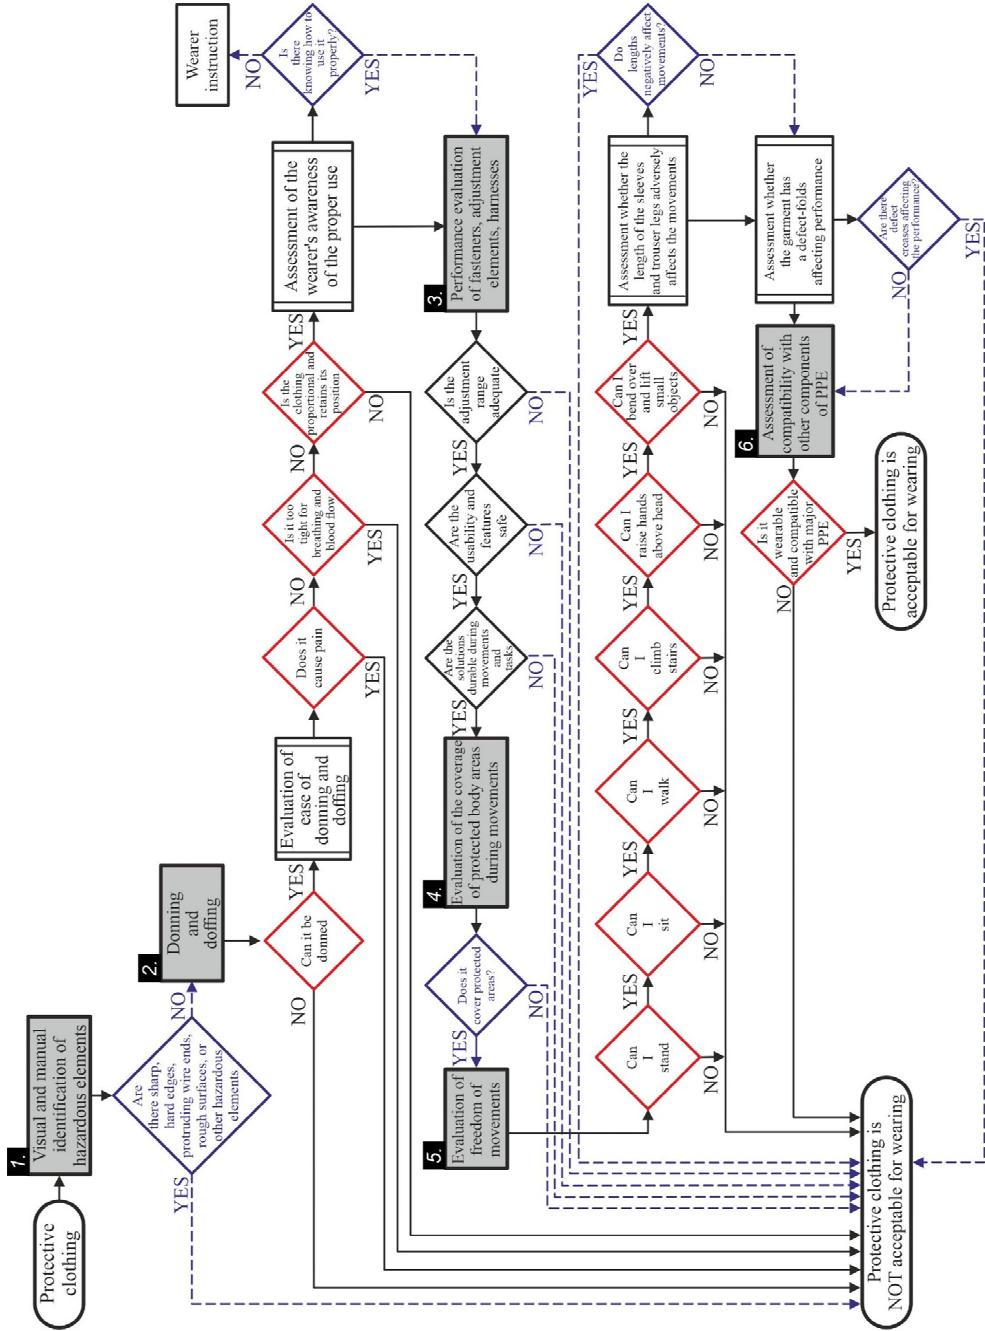 Protective
clothing
1.
Visual and manual
identification of
hazardous elements
Are
there sharp,
hard edges,
protruding wire ends,
rough surfaces, or
other hazardous
elements
YES
NO
2.
Donning
and
doffing
Can it be
donned
NO
YES
Evaluation of
ease of
donning and
doffing
Does it
cause pain
YES
NO
Is it too
tight for
breathing and
blood flow
YES
NO
Is the
clothing
proportional and
retains its
position
NO
YES
Assessment of the
wearer's awareness
of the proper use
Is
there
knowing how to
use it
properly?
NO
YES
Wearer
instruction
3.
Performance evaluation
of fasteners, adjustment
elements, harnesses
Is the
adjustment
range
adequate
NO
YES
Are the
usability and
features
safe
NO
YES
Are the
solutions
durable during
movements
and
tasks
NO
YES
4.
Evaluation of the coverage
of protected body areas
during movements
Does it
cover protected
areas?
NO
YES
5.
Evaluation of
freedom of
movements
Can
I
stand
NO
YES
Can
I
sit
NO
YES
Can
I
walk
NO
YES
Can
I
climb
stairs
NO
YES
Can I
raise hands
above head
NO
YES
Can I
bend over
and lift
small
objects
NO
YES
Assessment whether the
length of the sleeves
and trouser legs adversely
affects the movements
Do
lengths
negatively affect
movements?
YES
NO
Assessment whether
the garment has
a defect-folds
affecting performance
Are there
defect
creases affecting
the performance?
NO
YES
6.
Assessment of
compatibility with
other components
of PPE
Is it
wearable
and compatible
with major
PPE
NO
YES
Protective clothing is
acceptable for wearing
Protective clothing is
NOT acceptable for wearing